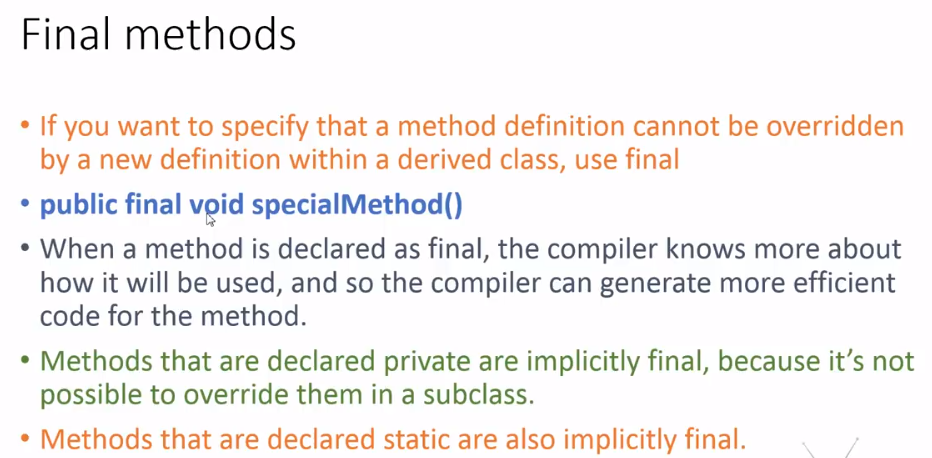 Final methods
• If you want to specify that a method definition cannot be overridden
by a new definition within a derived class, use final
• public final void specialMethod()
• When a method is declared as final, the compiler knows more about
how it will be used, and so the compiler can generate more efficient
code for the method.
• Methods that are declared private are implicitly final, because it’s not
possible to override them in a subclass.
• Methods that are declared static are also implicitly final.